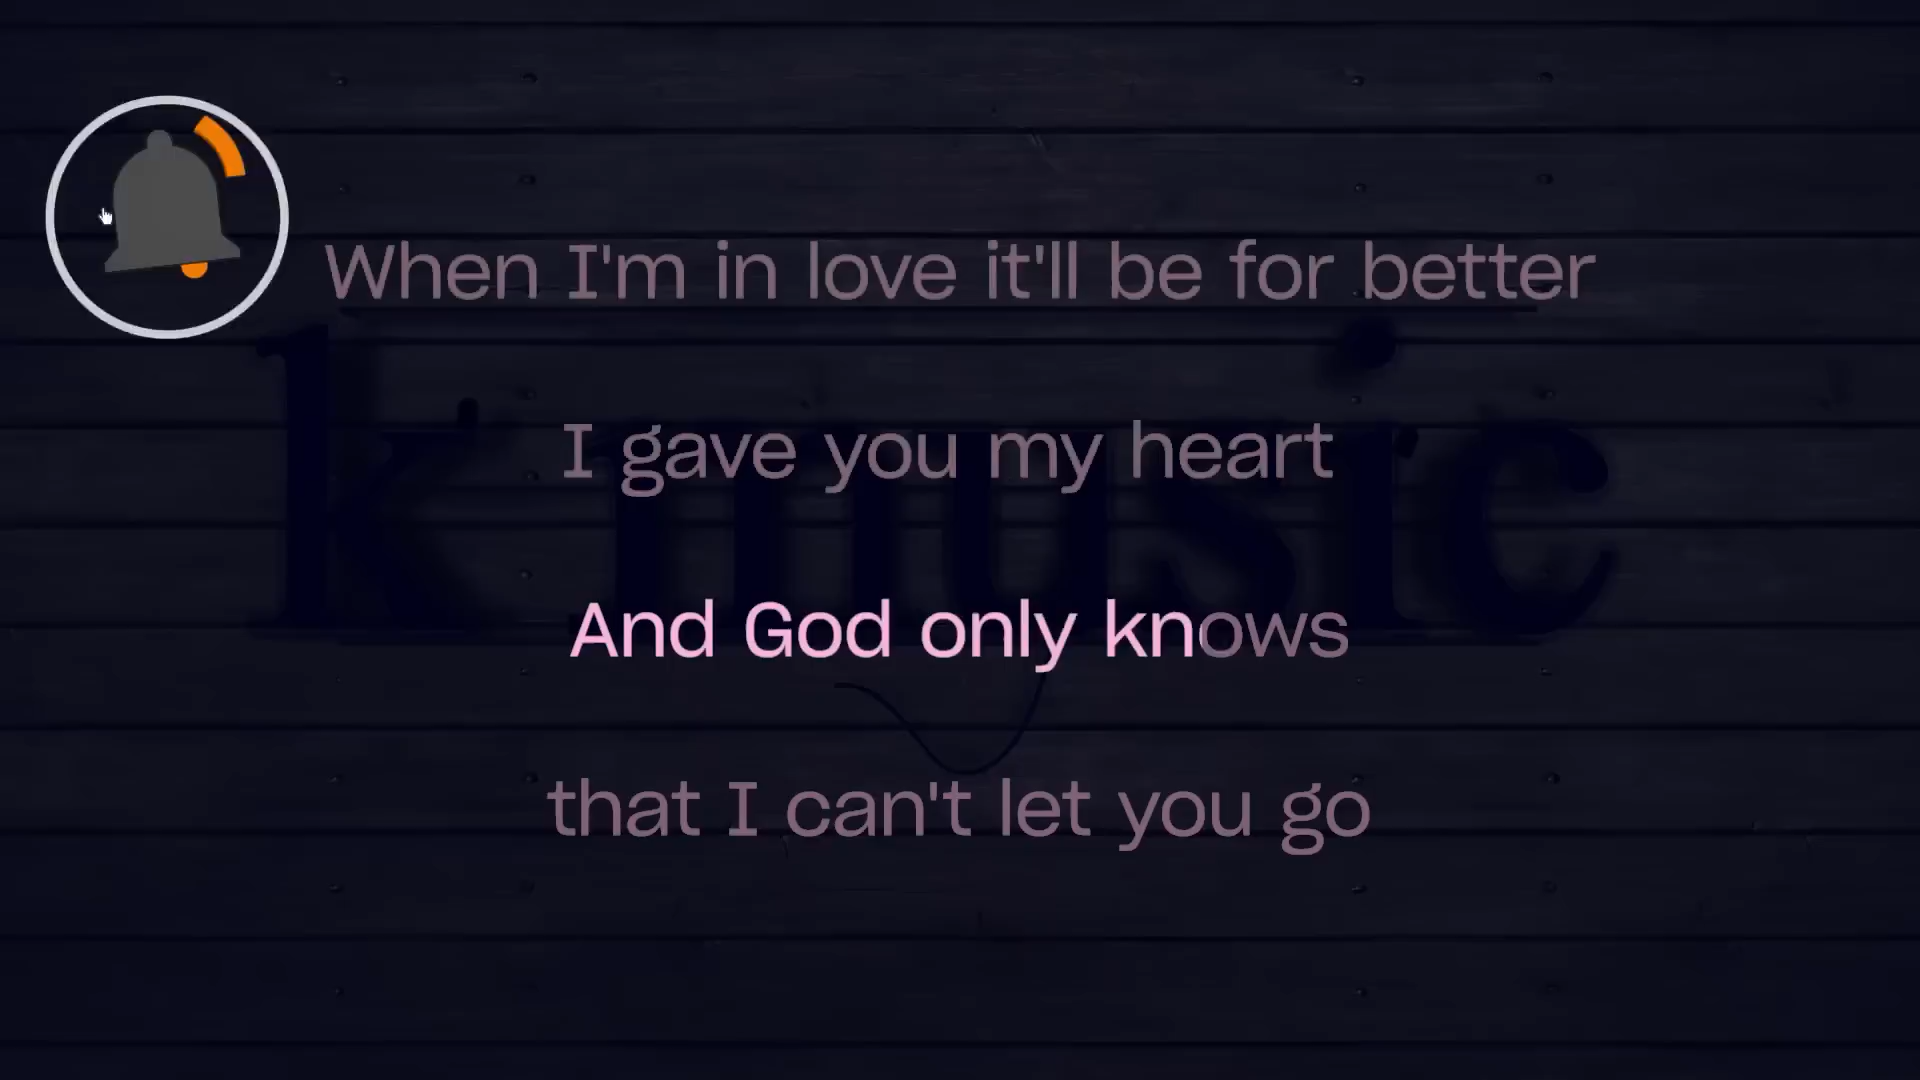 When I'm in love it'll be for better
k music
I gave you my heart
And God only knows
that I can't let you go